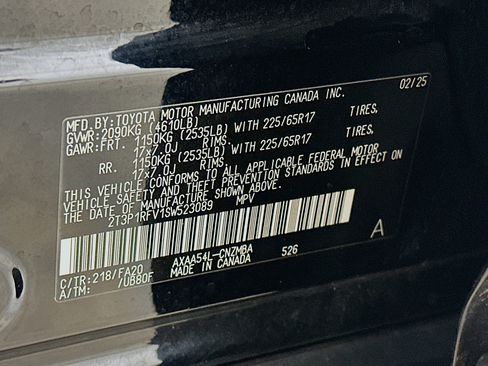 MFD.BY:TOYOTA MOTOR MANUFACTURING CANADA INC. 02/25
GVWR:2090KG (4610LB)
GAWR:FRT. 1150KG (2535LB) WITH 225/65R17 TIRES,
17x7.0J RIMS,
RR. 1150KG (2535LB) WITH 225/65R17 TIRES,
17x7.0J RIMS,
THIS VEHICLE CONFORMS TO ALL APPLICABLE FEDERAL MOTOR
VEHICLE SAFETY AND THEFT PREVENTION STANDARDS IN EFFECT ON
THE DATE OF MANUFACTURE SHOWN ABOVE.
2T3P1RFV1SW523089 MPV
C/TR:218/FA20 AXAA54L-CNZMBA 526 A
A/TM: /U680F MADE IN CANADA